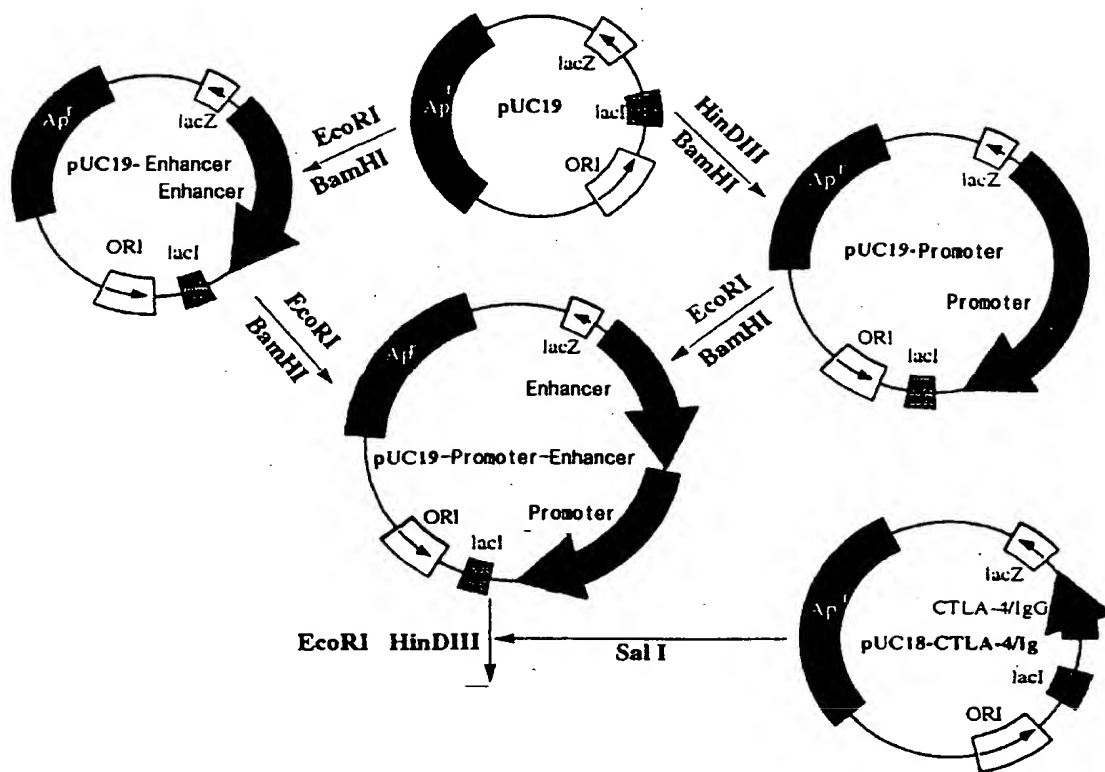 Apr
lacZ
pUC19-Enhancer
Enhancer
ORI
lacI
EcoRI
BamHI
Apr
lacZ
pUC19
lacI
ORI
HinDIII
BamHI
Apr
lacZ
pUC19-Promoter
Promoter
ORI
lacI
EcoRI
BamHI
EcoRI
BamHI
Apr
lacZ
Enhancer
pUC19-Promoter-Enhancer
Promoter
ORI
lacI
EcoRI HinDIII
Sal I
Apr
lacZ
CTLA-4/IgG
pUC18-CTLA-4/Ig
lacI
ORI